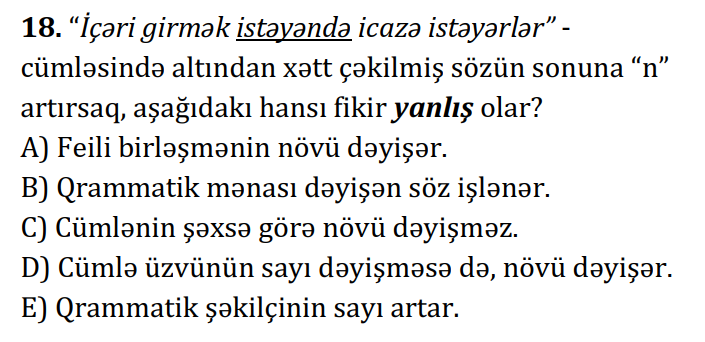 18. “İçəri girmək istəyəndə icazə istəyərlər” -
cümləsində altından xətt çəkilmiş sözün sonuna “n”
artırsaq, aşağıdakı hansı fikir yanlış olar?
A) Feili birləşmənin növü dəyişər.
B) Qrammatik mənası dəyişən söz işlənər.
C) Cümlənin şəxsə görə növü dəyişməz.
D) Cümlə üzvünün sayı dəyişməsə də, növü dəyişər.
E) Qrammatik şəkilçinin sayı artar.